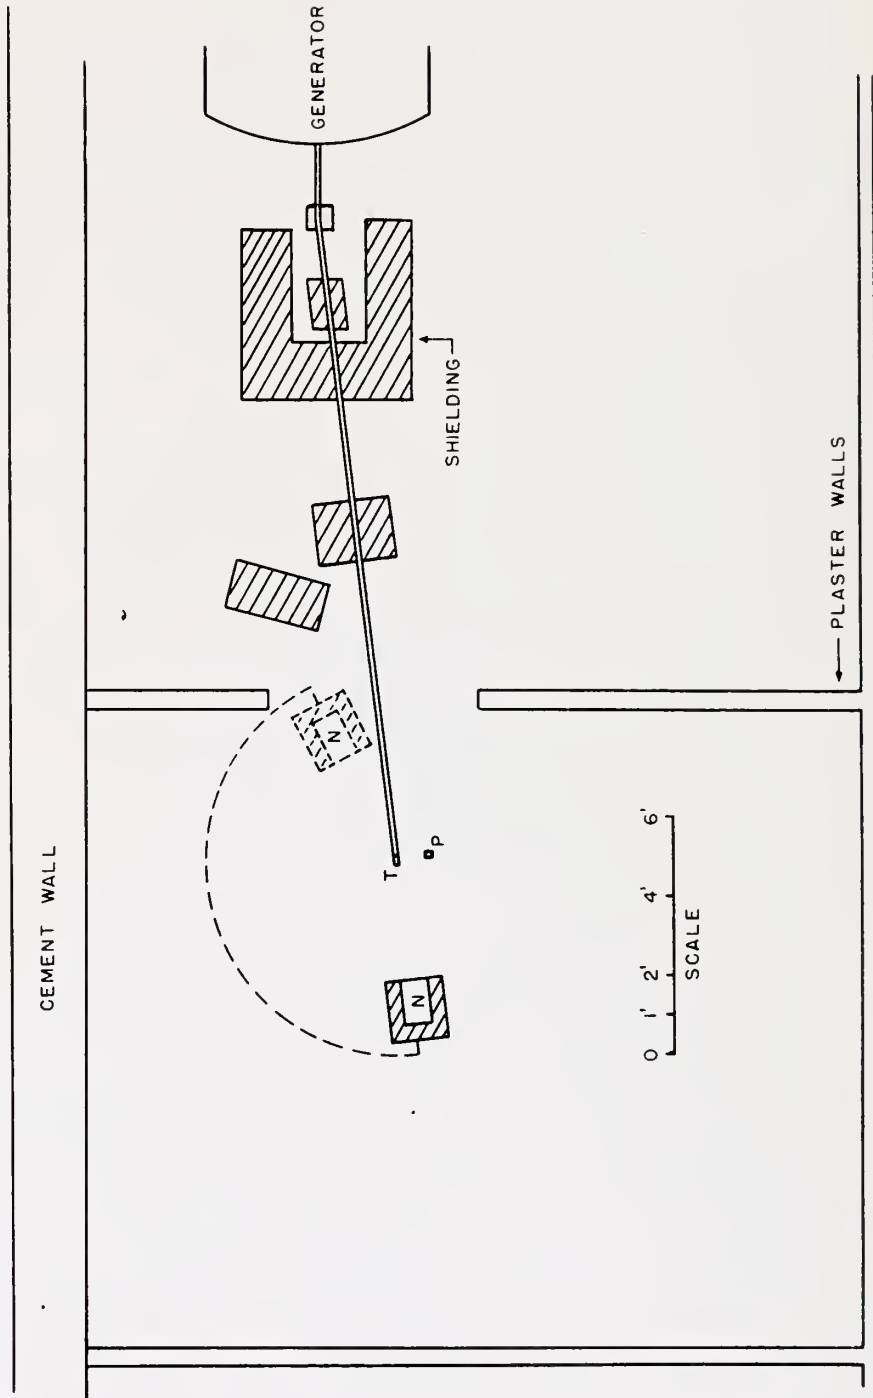 CEMENT WALL
GENERATOR
SHIELDING
PLASTER WALLS
N
T
P
N
0 1' 2' 4' 6'
SCALE